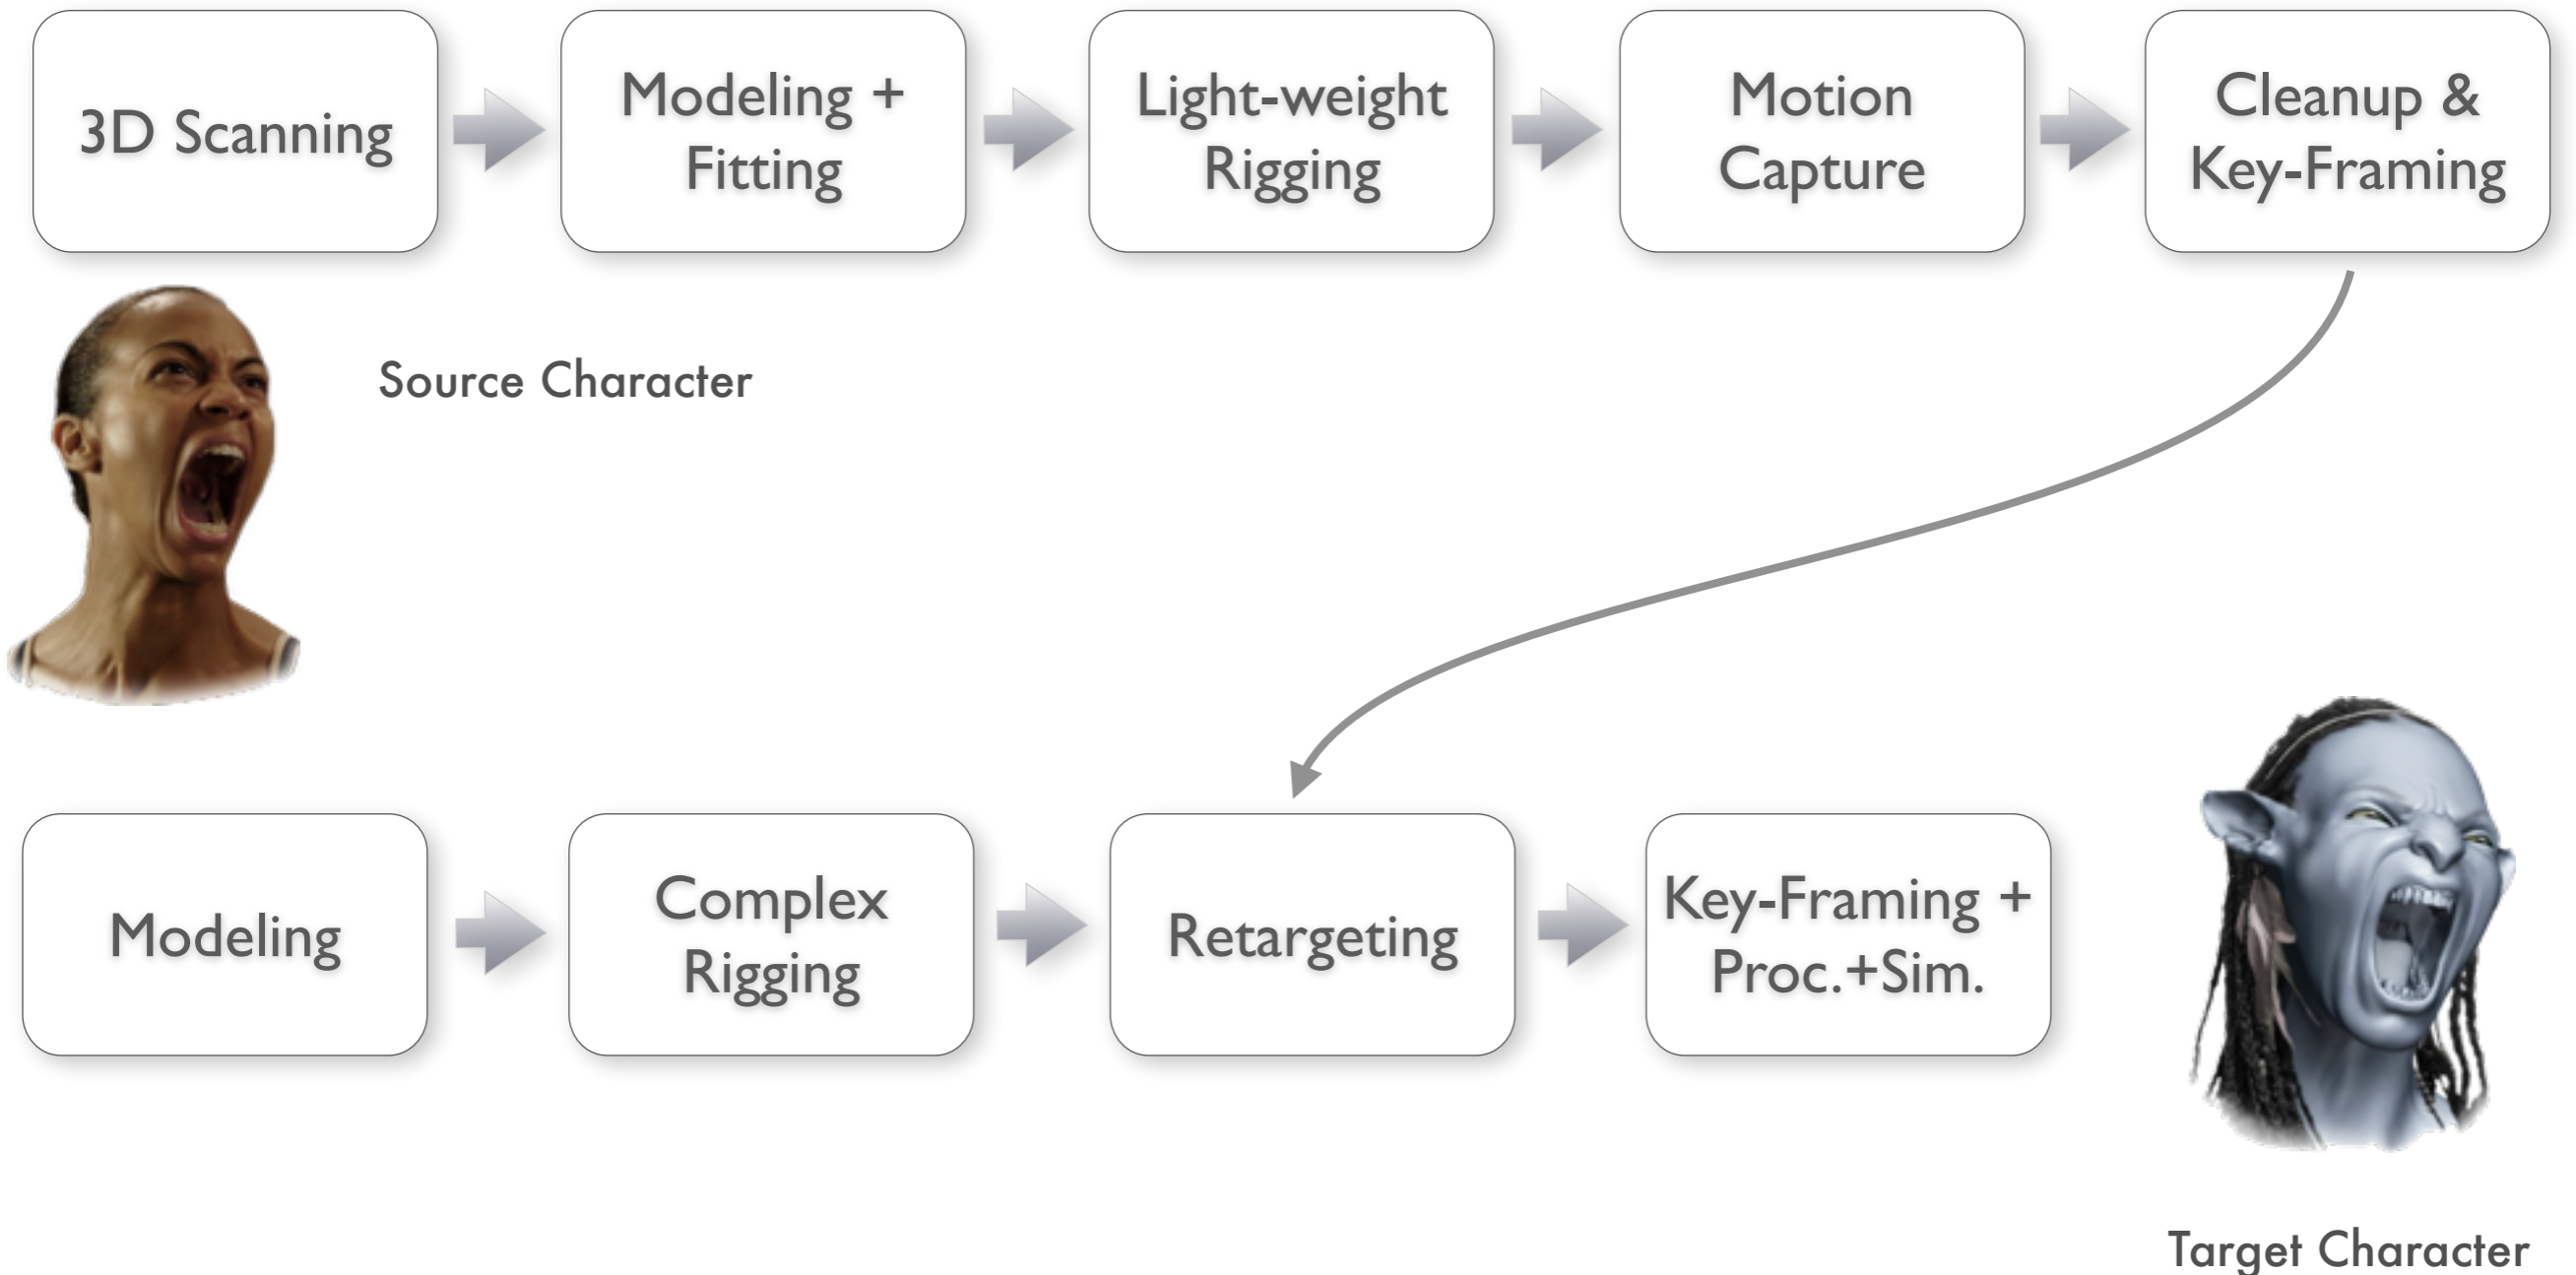 3D Scanning
Modeling +
Fitting
Light-weight
Rigging
Motion
Capture
Cleanup &
Key-Framing
Source Character
Modeling
Complex
Rigging
Retargeting
Key-Framing +
Proc.+Sim.
Target Character